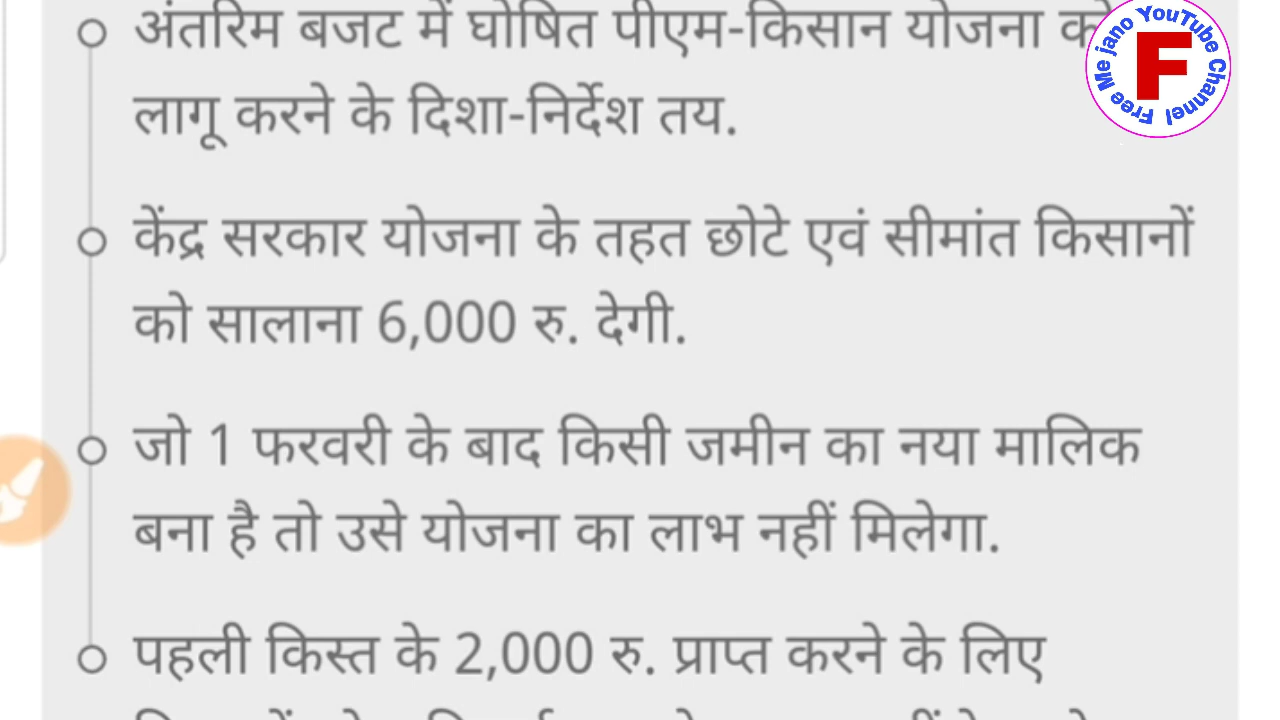 अंतरिम बजट में घोषित पीएम-किसान योजना को
लागू करने के दिशा-निर्देश तय.
केंद्र सरकार योजना के तहत छोटे एवं सीमांत किसानों
को सालाना 6,000 रु. देगी.
जो 1 फरवरी के बाद किसी जमीन का नया मालिक
बना है तो उसे योजना का लाभ नहीं मिलेगा.
पहली किस्त के 2,000 रु. प्राप्त करने के लिए
Free Me jano YouTube Channel
F